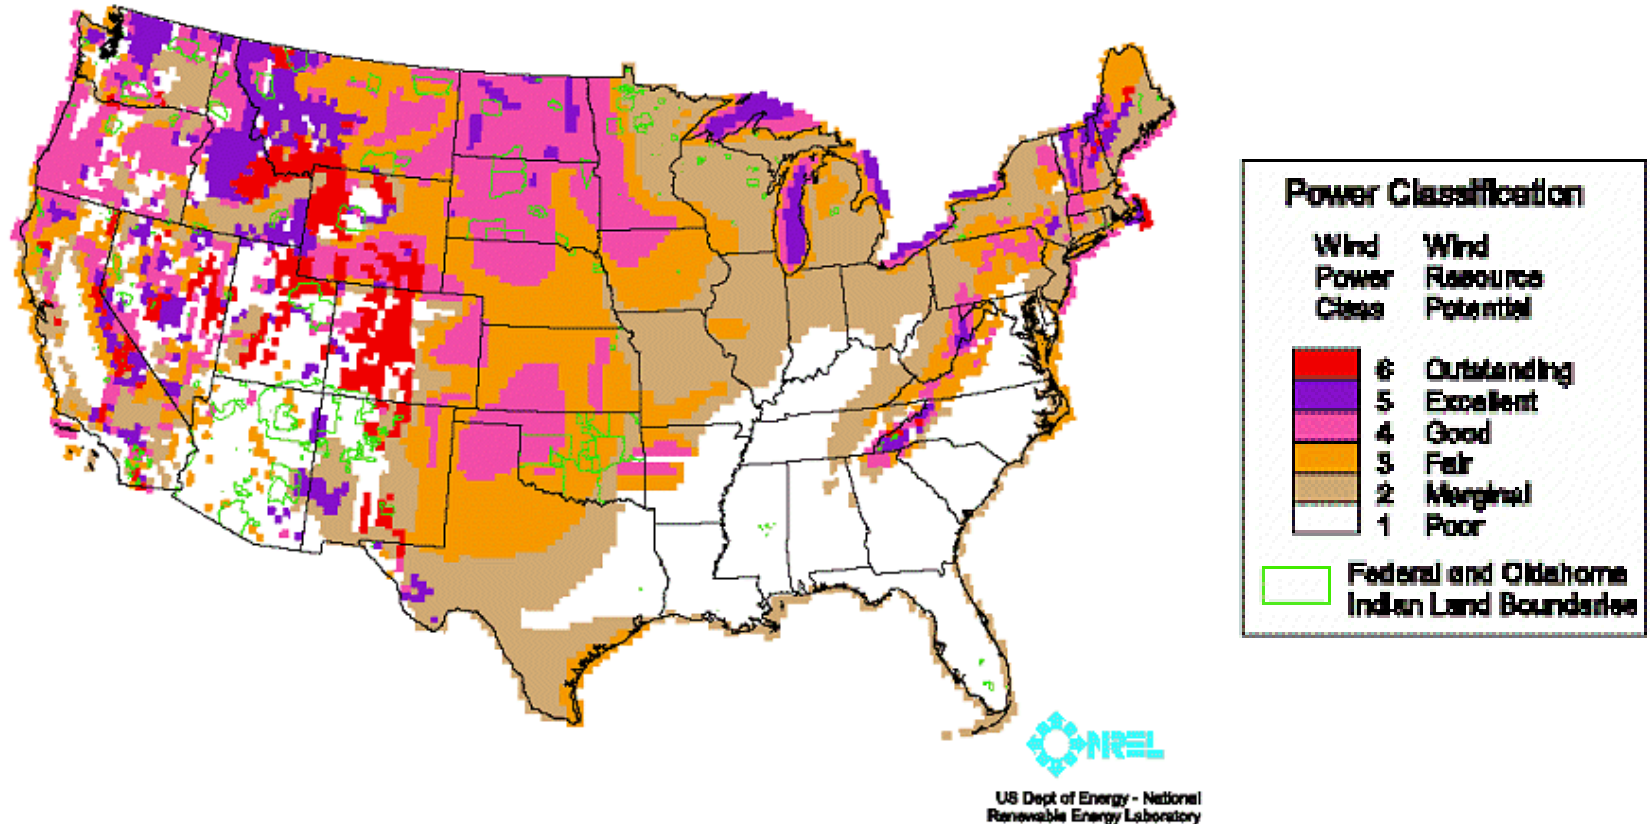 Power Classification
Wind Wind
Power Resource
Class Potential
6 Outstanding
5 Excellent
4 Good
3 Fair
2 Marginal
1 Poor
Federal and Oklahoma
Indian Land Boundaries
NREL
US Dept of Energy - National
Renewable Energy Laboratory